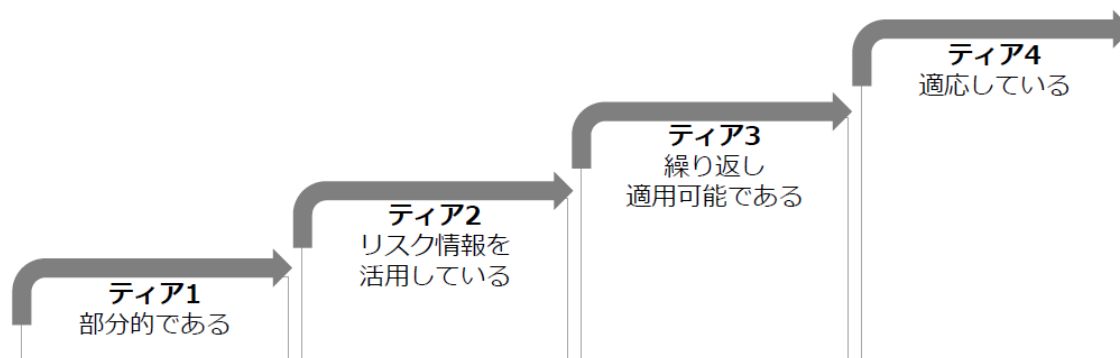 ティア1
部分的である
ティア2
リスク情報を
活用している
ティア3
繰り返し
適用可能である
ティア4
適応している